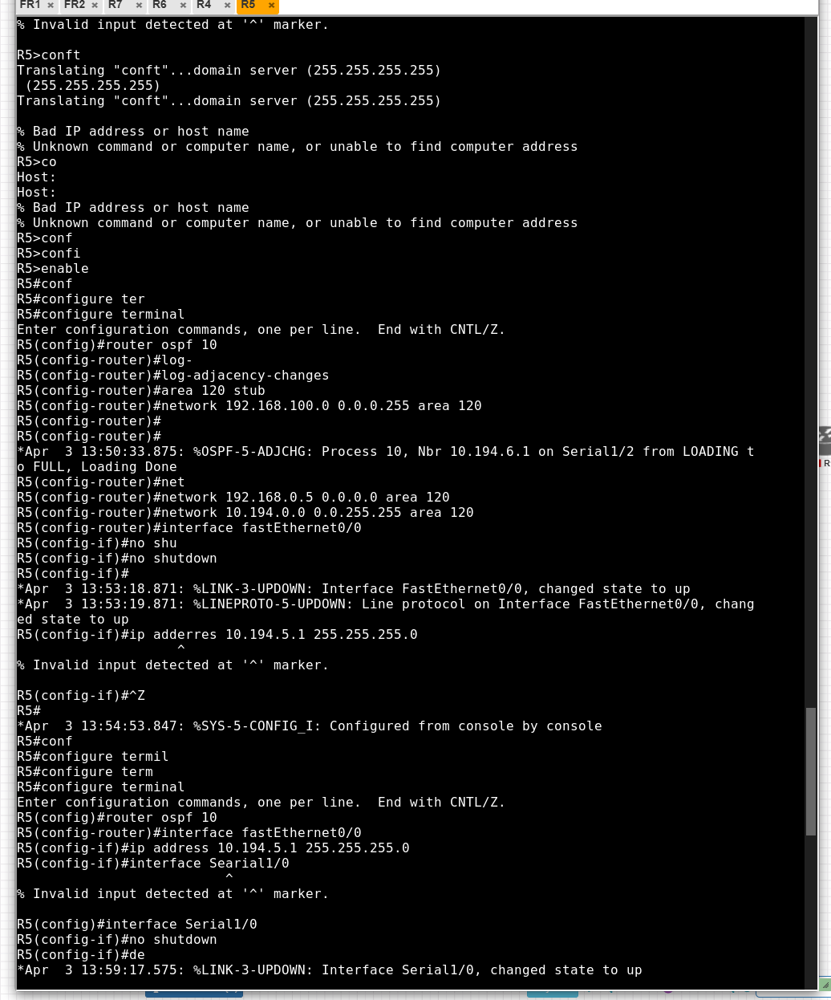 FR1 × FR2 × R7 × R6 × R4 × R5 ×
% Invalid input detected at '^' marker.
R5>conft
Translating "conft"...domain server (255.255.255.255)
(255.255.255.255)
Translating "conft"...domain server (255.255.255.255)
% Bad IP address or host name
% Unknown command or computer name, or unable to find computer address
R5>co
Host:
Host:
% Bad IP address or host name
% Unknown command or computer name, or unable to find computer address
R5>conf
R5>confi
R5>enable
R5#conf
R5#configure ter
R5#configure terminal
Enter configuration commands, one per line.  End with CNTL/Z.
R5(config)#router ospf 10
R5(config-router)#log-
R5(config-router)#log-adjacency-changes
R5(config-router)#area 120 stub
R5(config-router)#network 192.168.100.0 0.0.0.255 area 120
R5(config-router)#
R5(config-router)#
*Apr  3 13:50:33.875: %OSPF-5-ADJCHG: Process 10, Nbr 10.194.6.1 on Serial1/2 from LOADING t
o FULL, Loading Done
R5(config-router)#net
R5(config-router)#network 192.168.0.5 0.0.0.0 area 120
R5(config-router)#network 10.194.0.0 0.0.255.255 area 120
R5(config-router)#interface fastEthernet0/0
R5(config-if)#no shu
R5(config-if)#no shutdown
R5(config-if)#
*Apr  3 13:53:18.871: %LINK-3-UPDOWN: Interface FastEthernet0/0, changed state to up
*Apr  3 13:53:19.871: %LINEPROTO-5-UPDOWN: Line protocol on Interface FastEthernet0/0, chang
ed state to up
R5(config-if)#ip adderres 10.194.5.1 255.255.255.0
^
% Invalid input detected at '^' marker.
R5(config-if)#^Z
R5#
*Apr  3 13:54:53.847: %SYS-5-CONFIG_I: Configured from console by console
R5#conf
R5#configure termil
R5#configure term
R5#configure terminal
Enter configuration commands, one per line.  End with CNTL/Z.
R5(config)#router ospf 10
R5(config-router)#interface fastEthernet0/0
R5(config-if)#ip address 10.194.5.1 255.255.255.0
R5(config-if)#interface Searial1/0
^
% Invalid input detected at '^' marker.
R5(config)#interface Serial1/0
R5(config-if)#no shutdown
R5(config-if)#de
*Apr  3 13:59:17.575: %LINK-3-UPDOWN: Interface Serial1/0, changed state to up